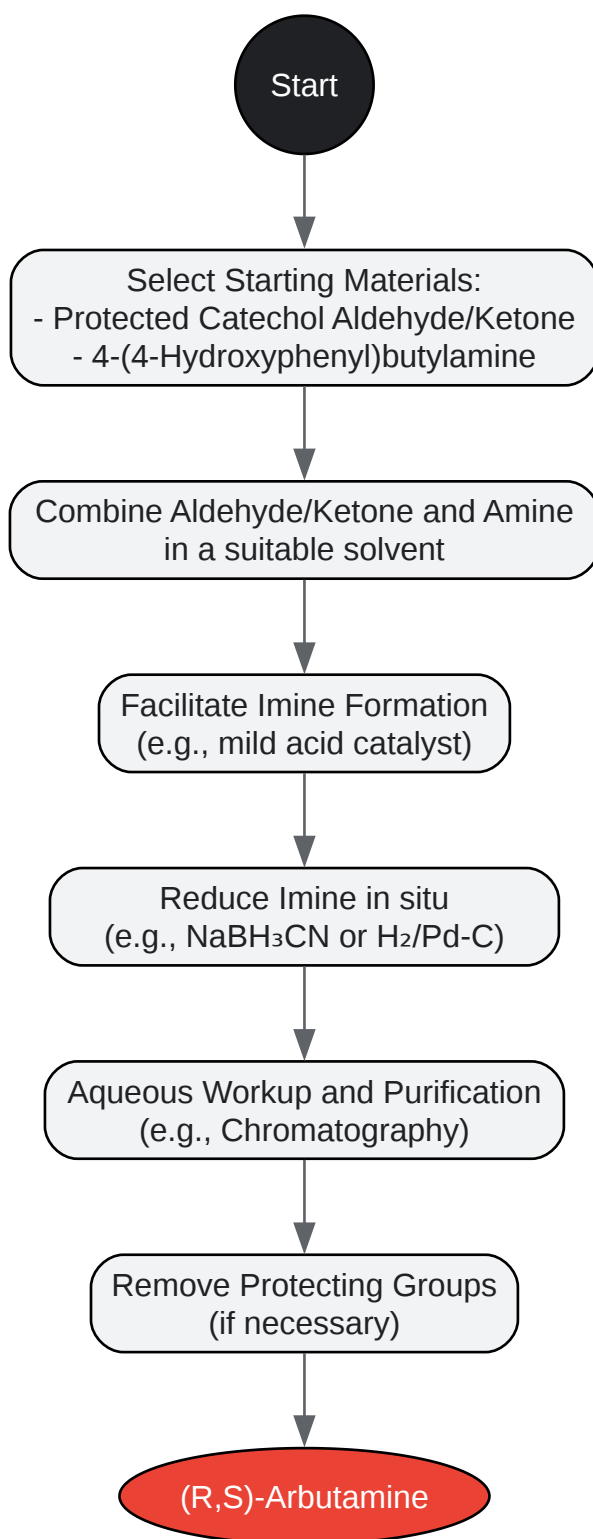 Start
Select Starting Materials:
- Protected Catechol Aldehyde/Ketone
- 4-(4-Hydroxyphenyl)butylamine
Combine Aldehyde/Ketone and Amine
in a suitable solvent
Facilitate Imine Formation
(e.g., mild acid catalyst)
Reduce Imine in situ
(e.g., NaBH₃CN or H₂/Pd-C)
Aqueous Workup and Purification
(e.g., Chromatography)
Remove Protecting Groups
(if necessary)
(R,S)-Arbutamine